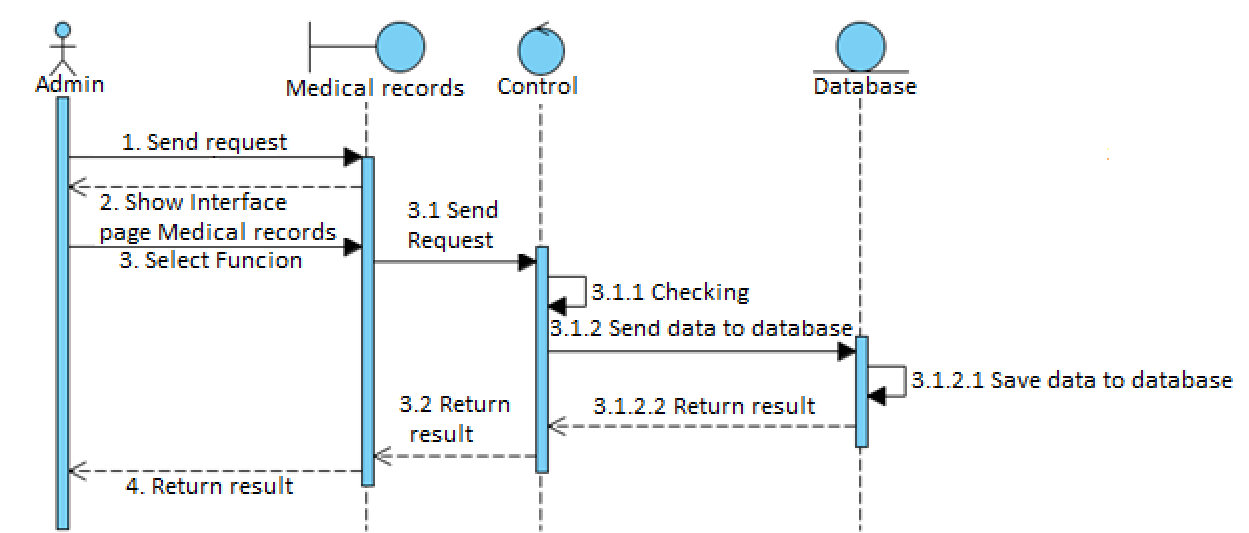 Admin
Medical records
Control
Database
1. Send request
2. Show Interface
page Medical records
3. Select Funcion
3.1 Send
Request
3.1.1 Checking
3.1.2 Send data to database
3.1.2.1 Save data to database
3.1.2.2 Return result
3.2 Return
result
4. Return result